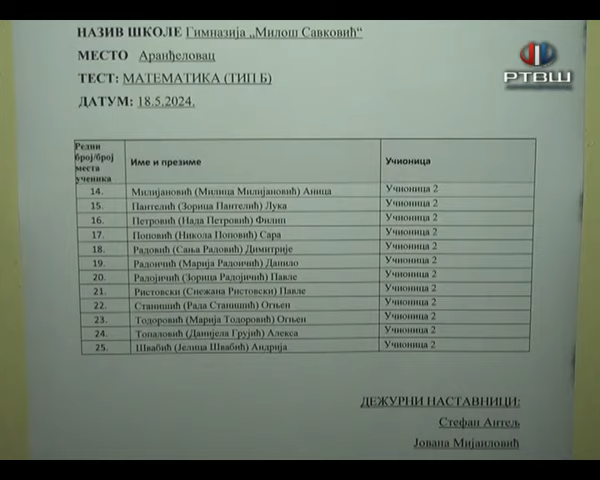 НАЗИВ ШКОЛЕ Гимназија „Милош Савковић“
МЕСТО Аранђеловац
ТЕСТ: МАТЕМАТИКА (ТИП Б)
ДАТУМ: 18.5.2024.
РТВШ
Редни број/број места ученика Име и презиме Учионица
14. Милијановић (Милица Милијановић) Аница Учионица 2
15. Пантелић (Зорица Пантелић) Лука Учионица 2
16. Петровић (Нада Петровић) Филип Учионица 2
17. Поповић (Никола Поповић) Сара Учионица 2
18. Радовић (Сања Радовић) Димитрије Учионица 2
19. Радоичић (Марија Радоичић) Данило Учионица 2
20. Радојичић (Зорица Радојичић) Павле Учионица 2
21. Ристовски (Снежана Ристовски) Павле Учионица 2
22. Станишић (Рада Станишић) Огњен Учионица 2
23. Тодоровић (Марија Тодоровић) Огњен Учионица 2
24. Топаловић (Данијела Грујић) Алекса Учионица 2
25. Швабић (Јелица Швабић) Андрија Учионица 2
ДЕЖУРНИ НАСТАВНИЦИ:
Стефан Антељ
Јована Мијаиловић